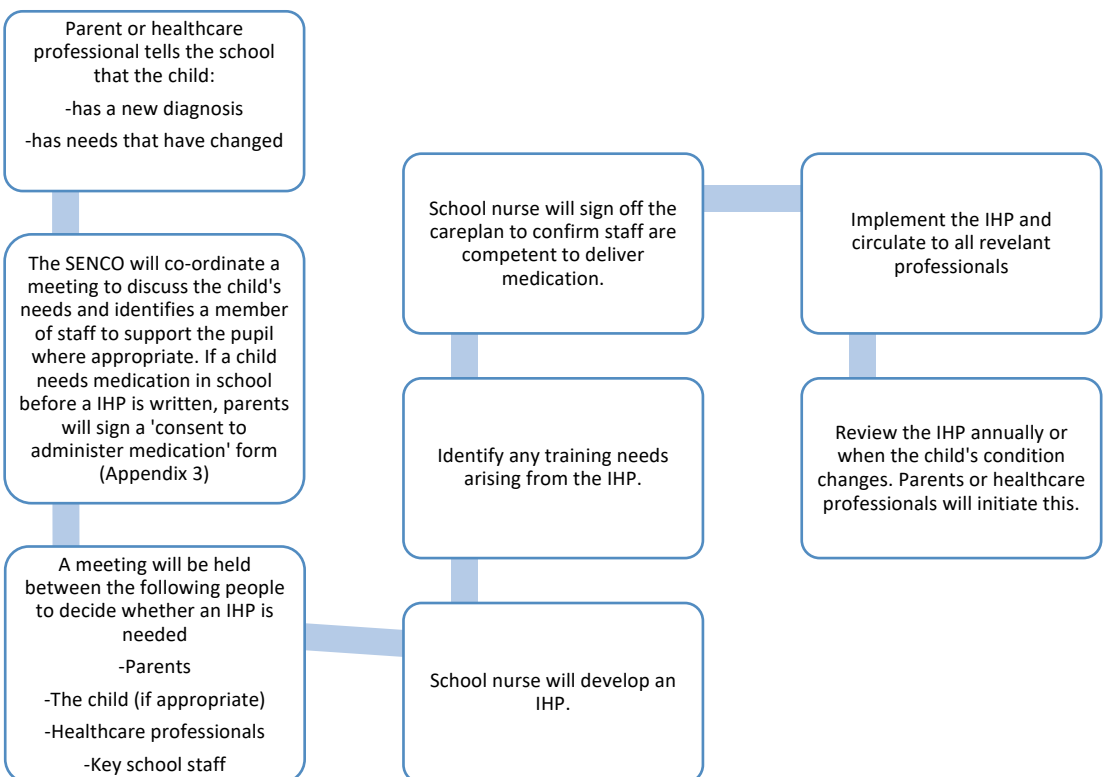 Parent or healthcare
professional tells the school
that the child:
-has a new diagnosis
-has needs that have changed
The SENCO will co-ordinate a
meeting to discuss the child's
needs and identifies a member
of staff to support the pupil
where appropriate. If a child
needs medication in school
before a IHP is written, parents
will sign a 'consent to
administer medication' form
(Appendix 3)
A meeting will be held
between the following people
to decide whether an IHP is
needed
-Parents
-The child (if appropriate)
-Healthcare professionals
-Key school staff
School nurse will develop an
IHP.
Identify any training needs
arising from the IHP.
School nurse will sign off the
careplan to confirm staff are
competent to deliver
medication.
Implement the IHP and
circulate to all revelant
professionals
Review the IHP annually or
when the child's condition
changes. Parents or healthcare
professionals will initiate this.